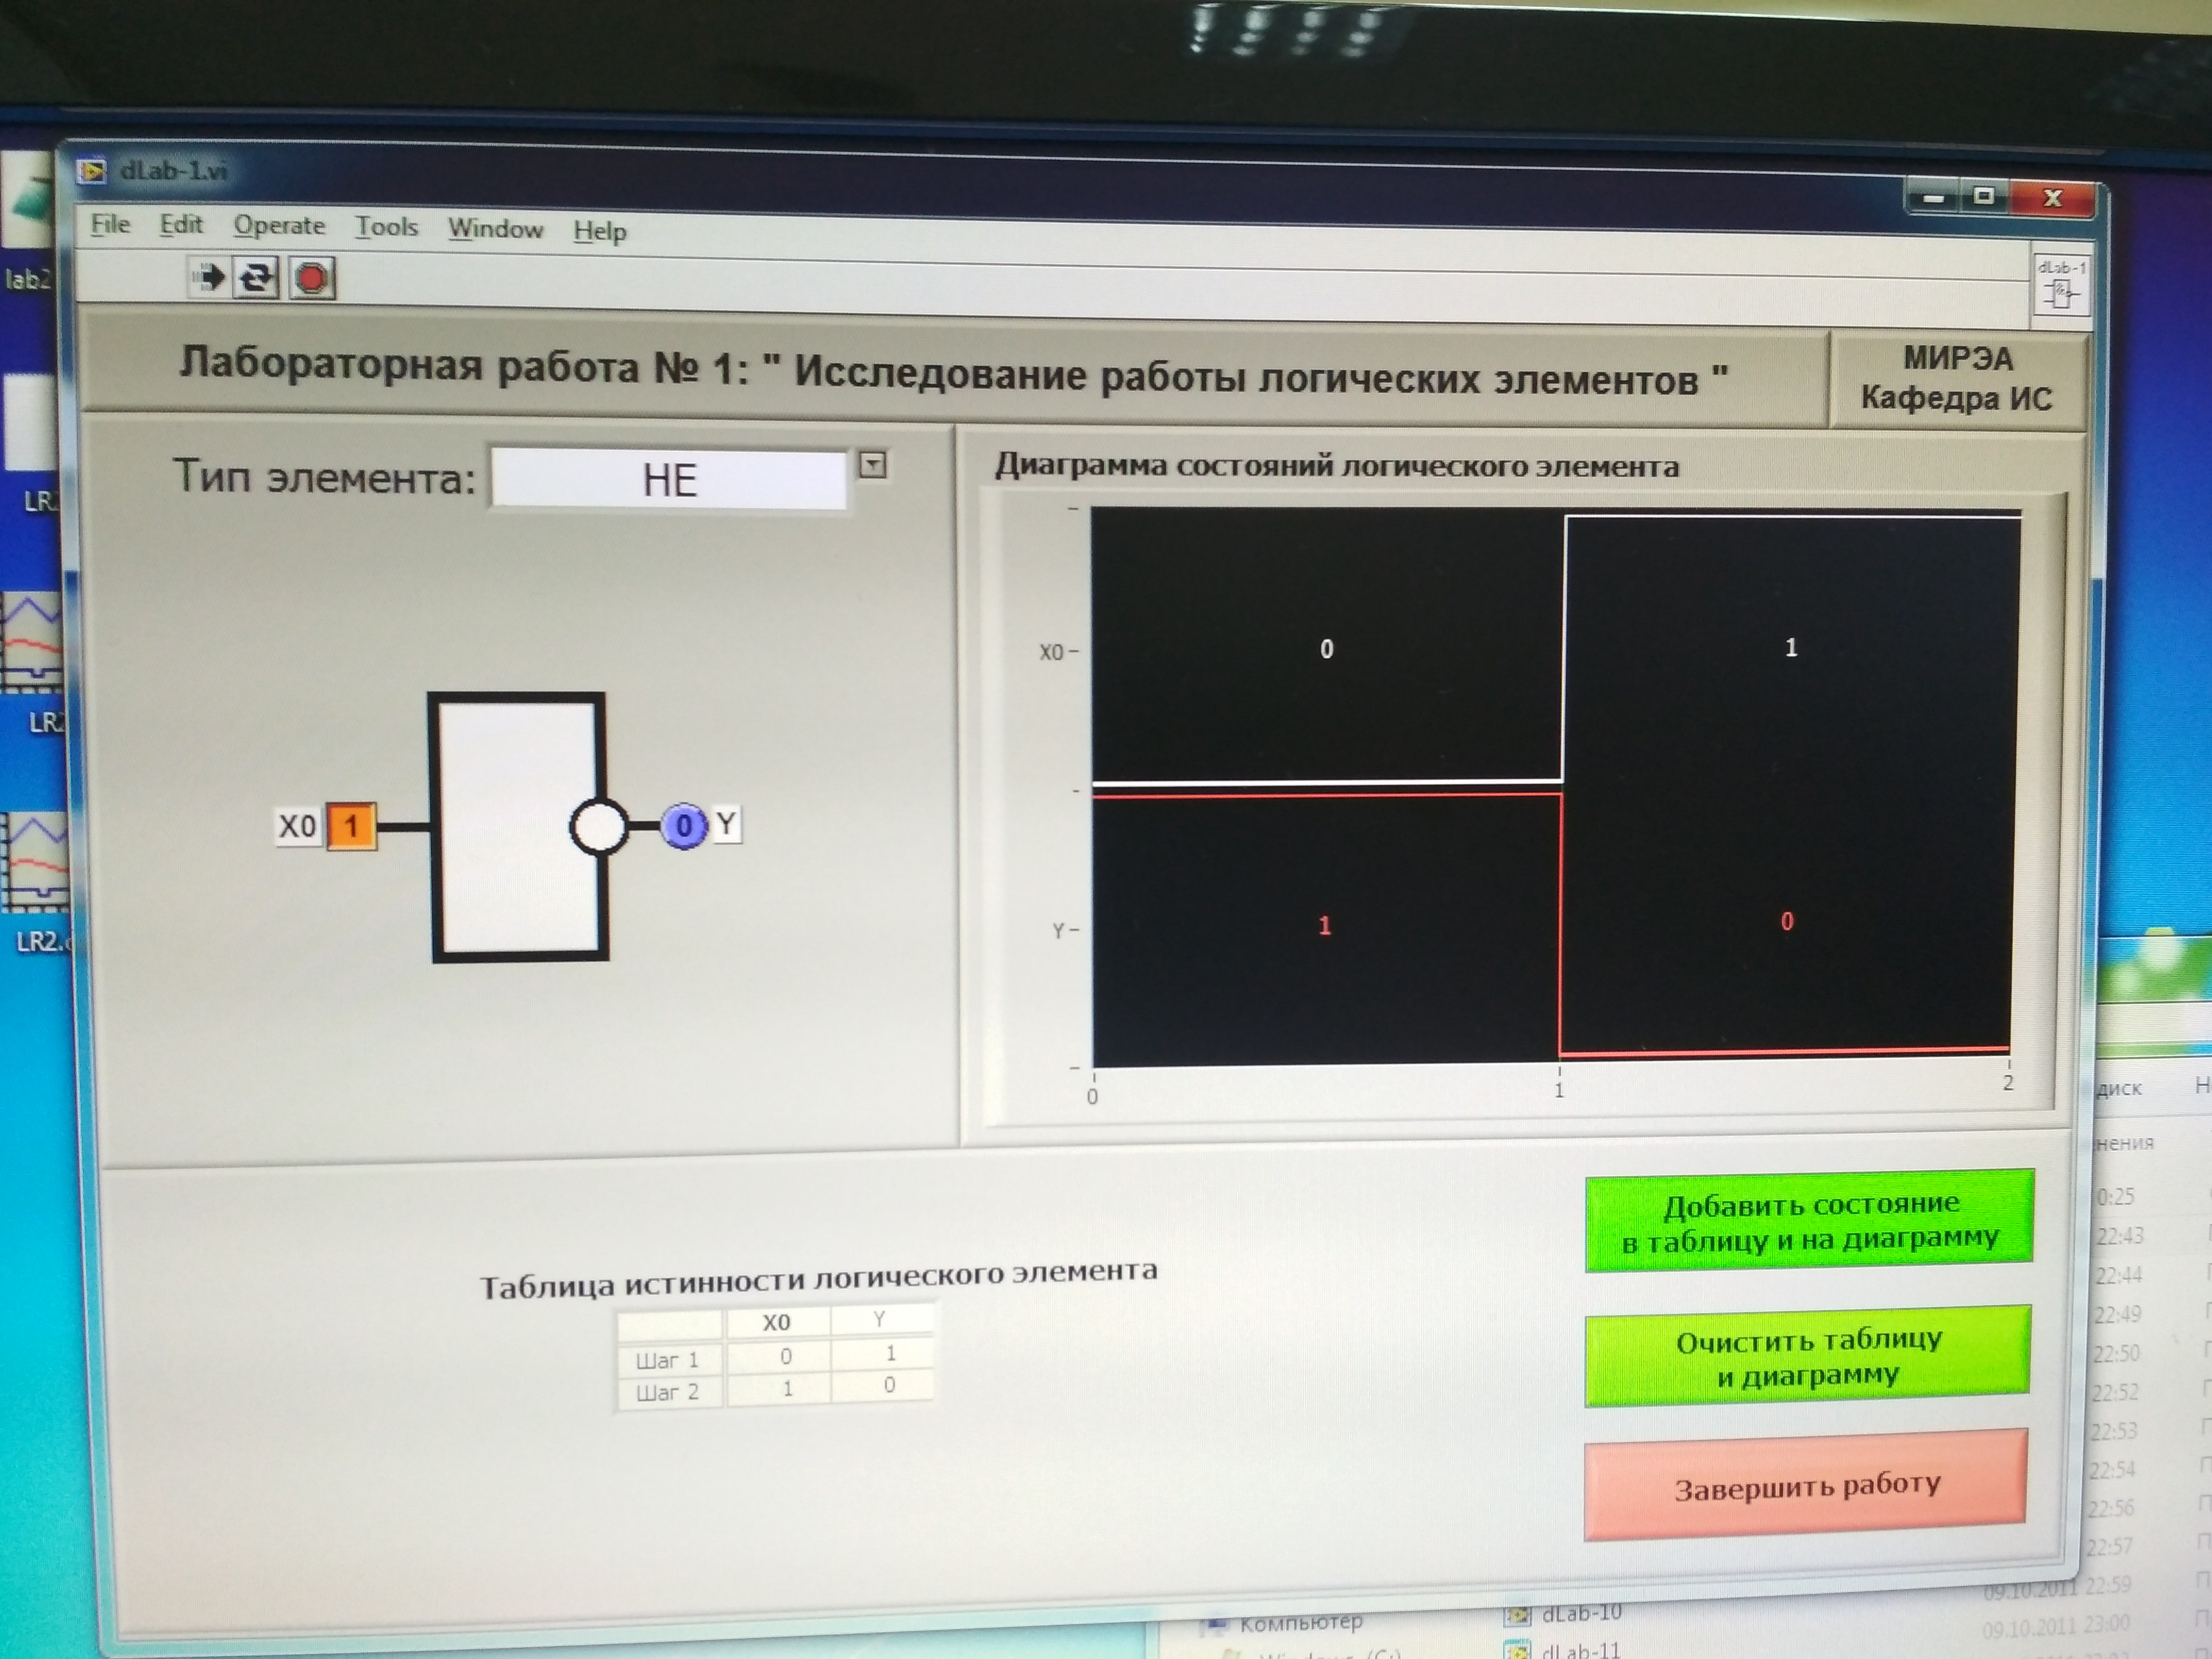 dLab-1.vi
File Edit Operate Tools Window Help
dLab-1
Лабораторная работа № 1: " Исследование работы логических элементов "
МИРЭА
Кафедра ИС
Тип элемента: НЕ
Диаграмма состояний логического элемента
X0 1
0 Y
X0
0 1
Y
1 0
0 1 2
Таблица истинности логического элемента
X0 Y
Шаг 1 0 1
Шаг 2 1 0
Добавить состояние
в таблицу и на диаграмму
Очистить таблицу
и диаграмму
Завершить работу
lab2
LR2.
диск
нения
0:25
22:43
22:44
22:49
22:50
22:52
22:53
22:54
22:56
22:57
09.10.2011 22:59
09.10.2011 23:00
Компьютер
dLab-10
dLab-11